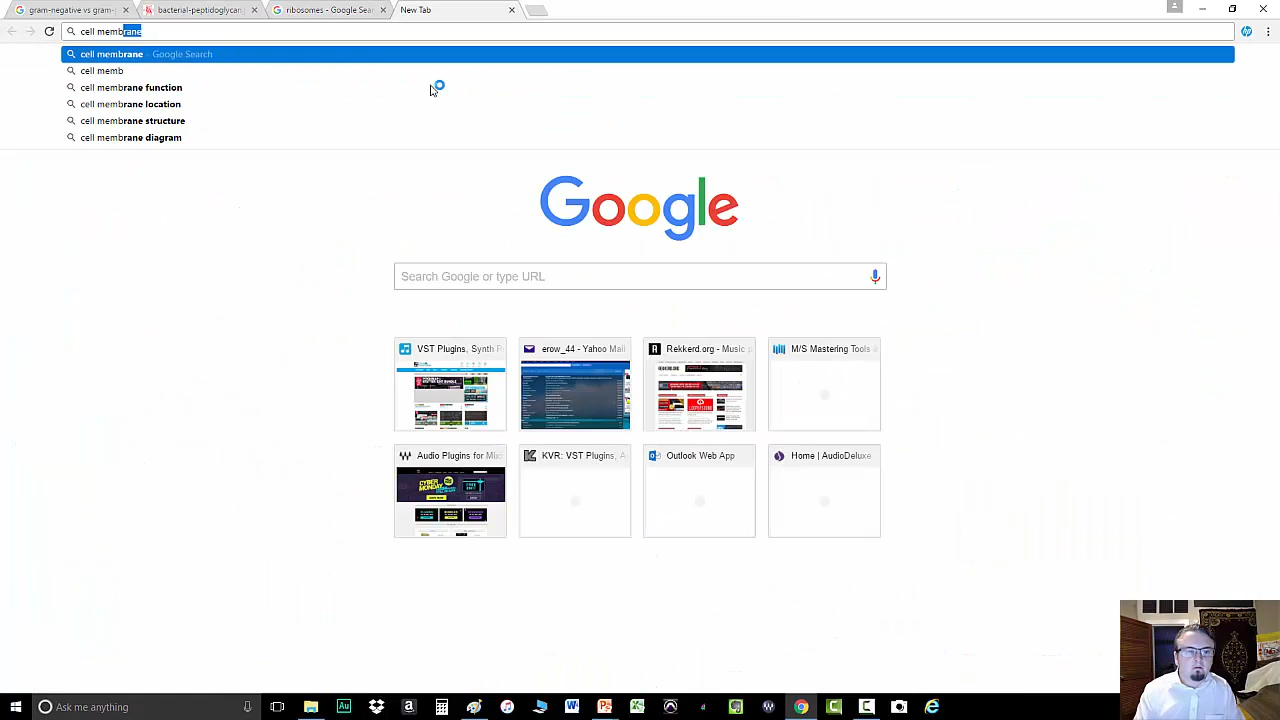 gram-negative vs gram-p
bacterial-peptidoglycan.
ribosomes - Google Sear
New Tab
cell membrane
cell membrane - Google Search
cell memb
cell membrane function
cell membrane location
cell membrane structure
cell membrane diagram
Google
Search Google or type URL
VST Plugins, Synth P
erow_44 - Yahoo Mail
Rekkerd.org - Music p
M/S Mastering Tools
CYBER MONDAY
Audio Plugins for Mix
KVR: VST Plugins, A
Outlook Web App
Home | AudioDeluxe
Ask me anything